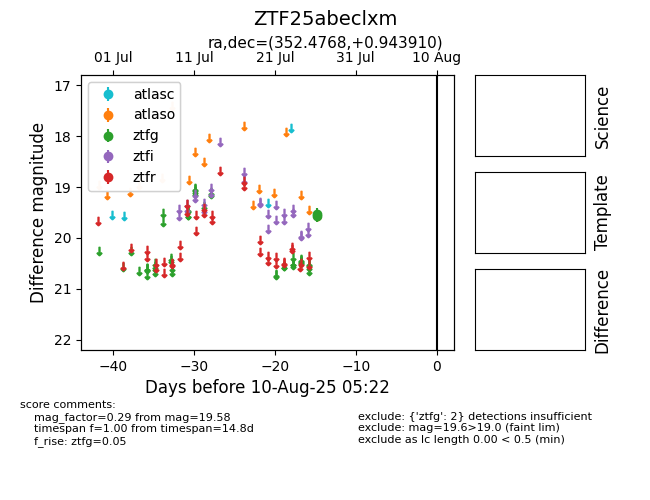 ZTF25abeclxm
ra,dec=(352.4768,+0.943910)
01 Jul 11 Jul 21 Jul 31 Jul 10 Aug
17
18
19
20
21
22
Difference magnitude
atlasc
atlaso
ztfg
ztfi
ztfr
−40 −30 −20 −10 0
Days before 10-Aug-25 05:22
Science
Template
Difference
score comments:
mag_factor=0.29 from mag=19.58
timespan f=1.00 from timespan=14.8d
f_rise: ztfg=0.05
exclude: {'ztfg': 2} detections insufficient
exclude: mag=19.6>19.0 (faint lim)
exclude as lc length 0.00 < 0.5 (min)